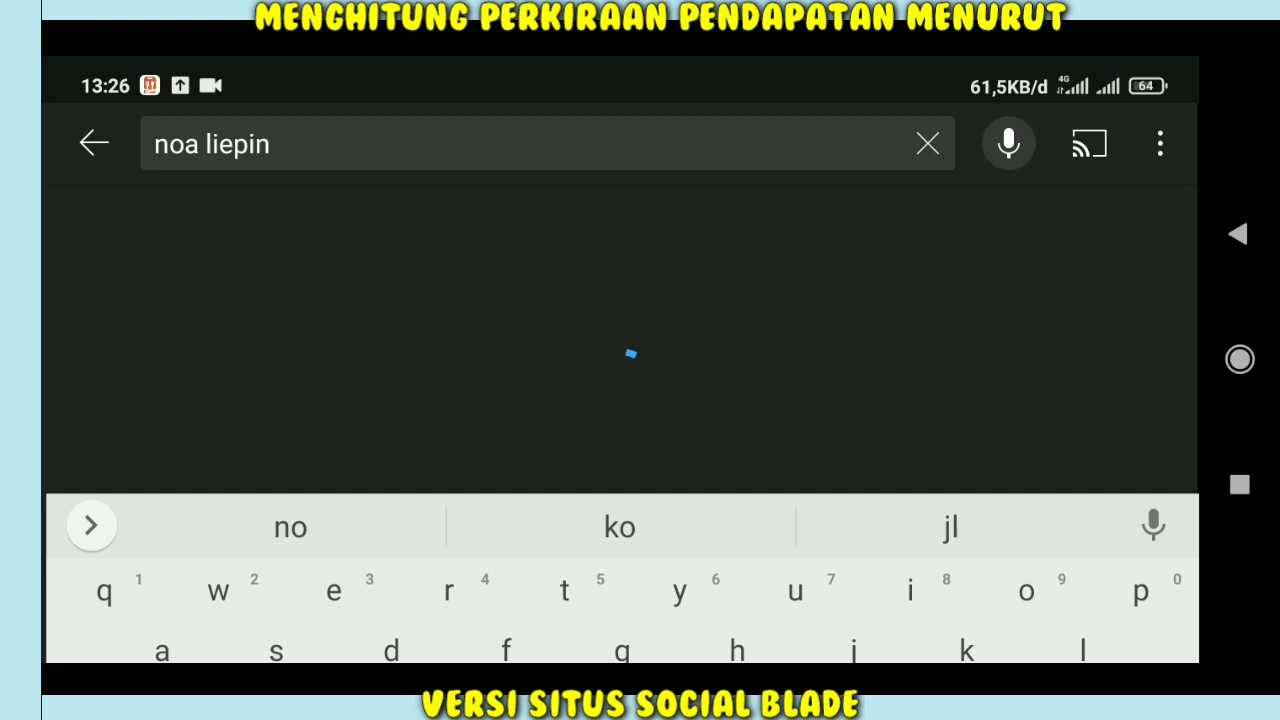 MENGHITUNG PERKIRAAN PENDAPATAN MENURUT
13:26 61,5KB/d 4G 64
noa liepin
no ko jl
q 1 w 2 e 3 r 4 t 5 y 6 u 7 i 8 o 9 p 0
a s d f g h j k l
VERSI SITUS SOCIAL BLADE